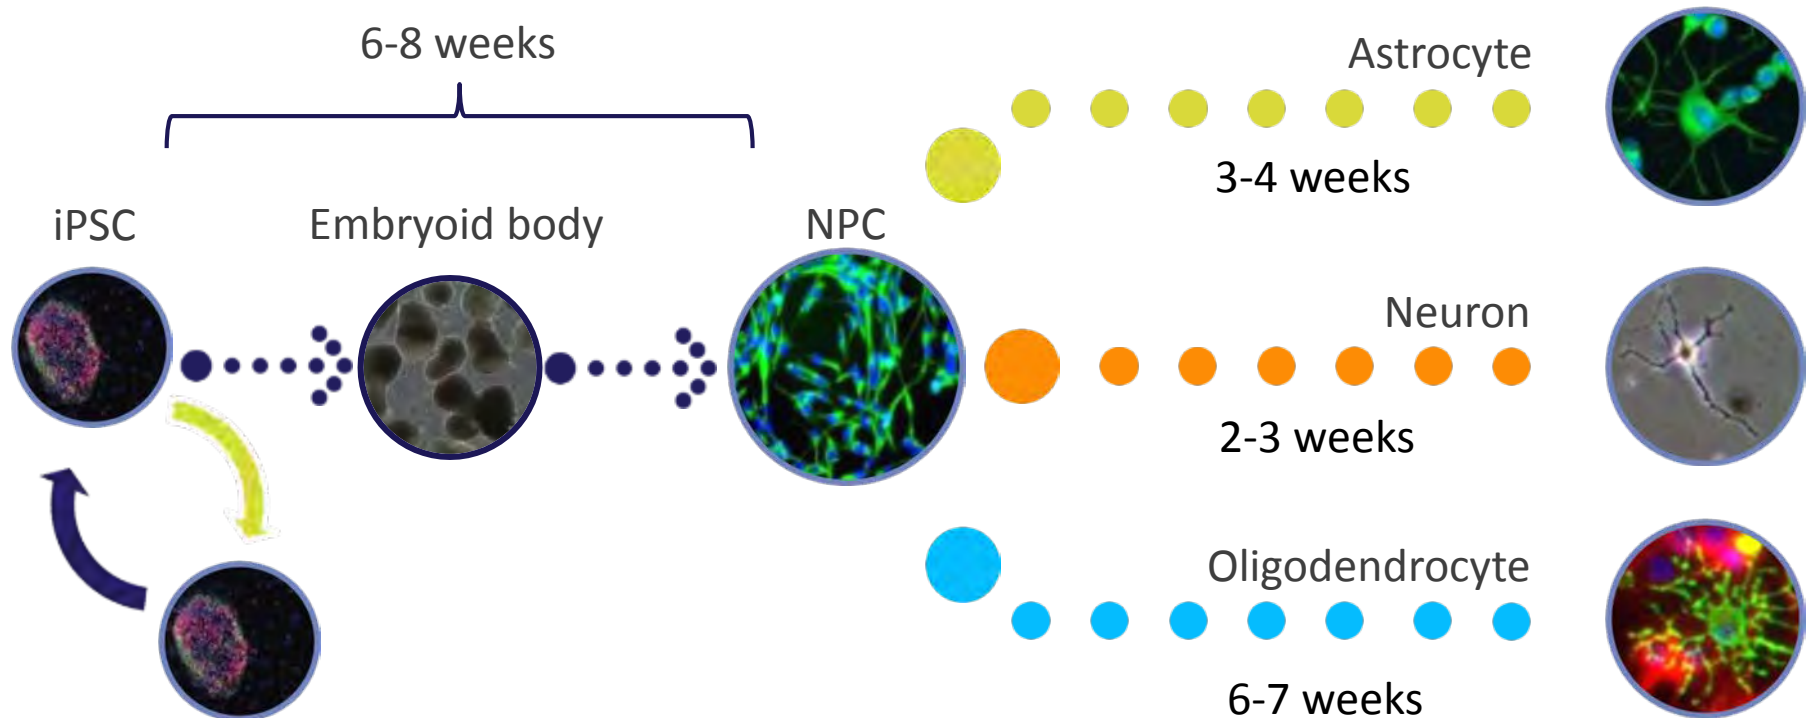 6-8 weeks
iPSC
Embryoid body
NPC
Astrocyte
3-4 weeks
Neuron
2-3 weeks
Oligodendrocyte
6-7 weeks